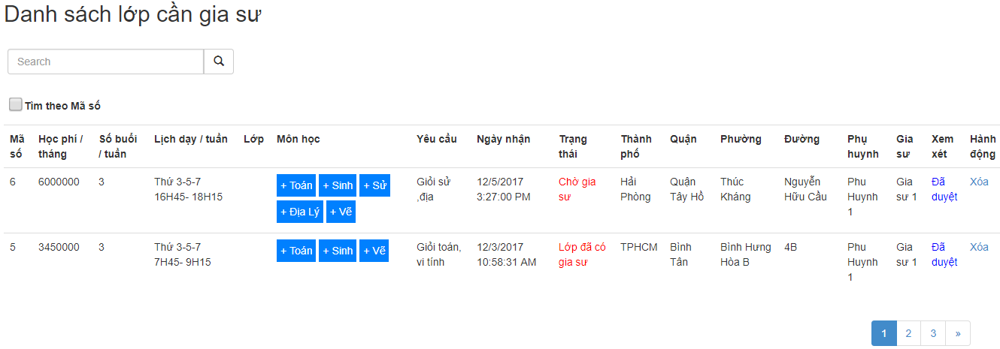 Danh sách lớp cần gia sư
Search
Tìm theo Mã số
Mã số Học phí / tháng Số buổi / tuần Lịch dạy / tuần Lớp Môn học Yêu cầu Ngày nhận Trạng thái Thành phố Quận Phường Đường Phụ huynh Gia sư Xem xét Hành động
6 6000000 3 Thứ 3-5-7 16H45- 18H15 + Toán + Sinh + Sử + Địa Lý + Vẽ Giỏi sử ,địa 12/5/2017 3:27:00 PM Chờ gia sư Hải Phòng Quận Tây Hồ Thúc Kháng Nguyễn Hữu Cầu Phu Huynh 1 Gia sư 1 Đã duyệt Xóa
5 3450000 3 Thứ 3-5-7 7H45- 9H15 + Toán + Sinh + Vẽ Giỏi toán, vi tính 12/3/2017 10:58:31 AM Lớp đã có gia sư TPHCM Bình Tân Bình Hưng Hòa B 4B Phu Huynh 1 Gia sư 1 Đã duyệt Xóa
1 2 3 »